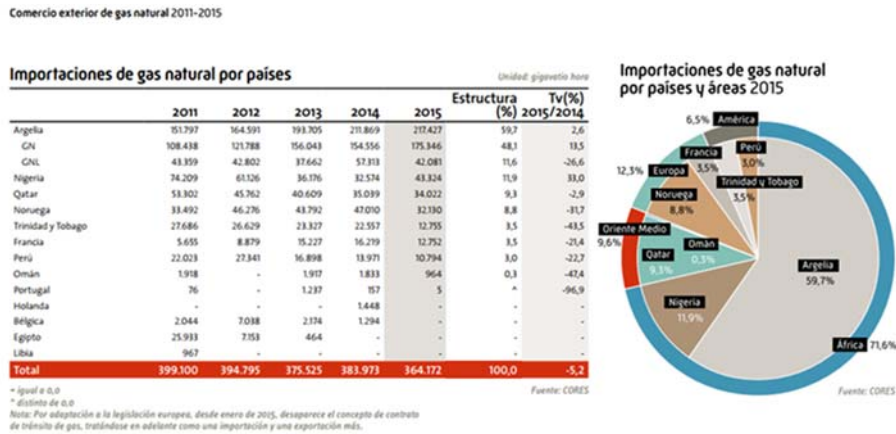 Comercio exterior de gas natural 2011-2015
Importaciones de gas natural por países
Unidad: gigavatio hora
Estructura Tv(%)
2011 2012 2013 2014 2015 (%) 2015/2014
Argelia 151.797 164.591 193.705 211.869 217.427 59,7 2,6
GN 108.438 121.788 156.043 154.556 175.346 48,1 13,5
GNL 43.359 42.802 37.662 57.313 42.081 11,6 -26,6
Nigeria 74.209 61.126 36.176 32.574 43.324 11,9 33,0
Qatar 53.302 45.762 40.609 35.039 34.022 9,3 -2,9
Noruega 33.492 46.276 43.792 47.010 32.130 8,8 -31,7
Trinidad y Tobago 27.686 26.629 23.327 22.557 12.755 3,5 -43,5
Francia 5.655 8.879 15.227 16.219 12.752 3,5 -21,4
Perú 22.023 27.341 16.898 13.971 10.794 3,0 -22,7
Omán 1.918 - 1.917 1.833 964 0,3 -47,4
Portugal 76 - 1.237 157 5 ^ -96,9
Holanda - - - 1.448 - - -
Bélgica 2.044 7.038 2.174 1.294 - - -
Egipto 25.933 7.153 464 - - - -
Libia 967 - - - - - -
Total 399.100 394.795 375.525 383.973 364.172 100,0 -5,2
- igual a 0,0
^ distinto de 0,0
Fuente: CORES
Nota: Por adaptación a la legislación europea, desde enero de 2015, desaparece el concepto de contrato
de tránsito de gas, tratándose en adelante como una importación y una exportación más.
Importaciones de gas natural
por países y áreas 2015
6,5% América
Francia
3,5%
Perú
3,0%
12,3% Europa
Trinidad y Tobago
3,5%
Noruega
8,8%
Oriente Medio
9,6%
Omán
0,3%
Qatar
9,3%
Argelia
59,7%
Nigeria
11,9%
África 71,6%
Fuente: CORES